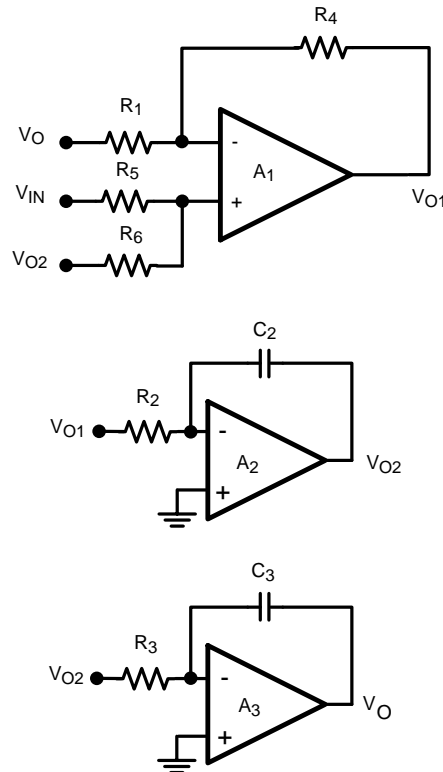 R4
R1
VO
-
A1
VIN
R5
+
VO1
R6
VO2
C2
R2
VO1
-
A2
VO2
+
C3
R3
VO2
-
A3
VO
+